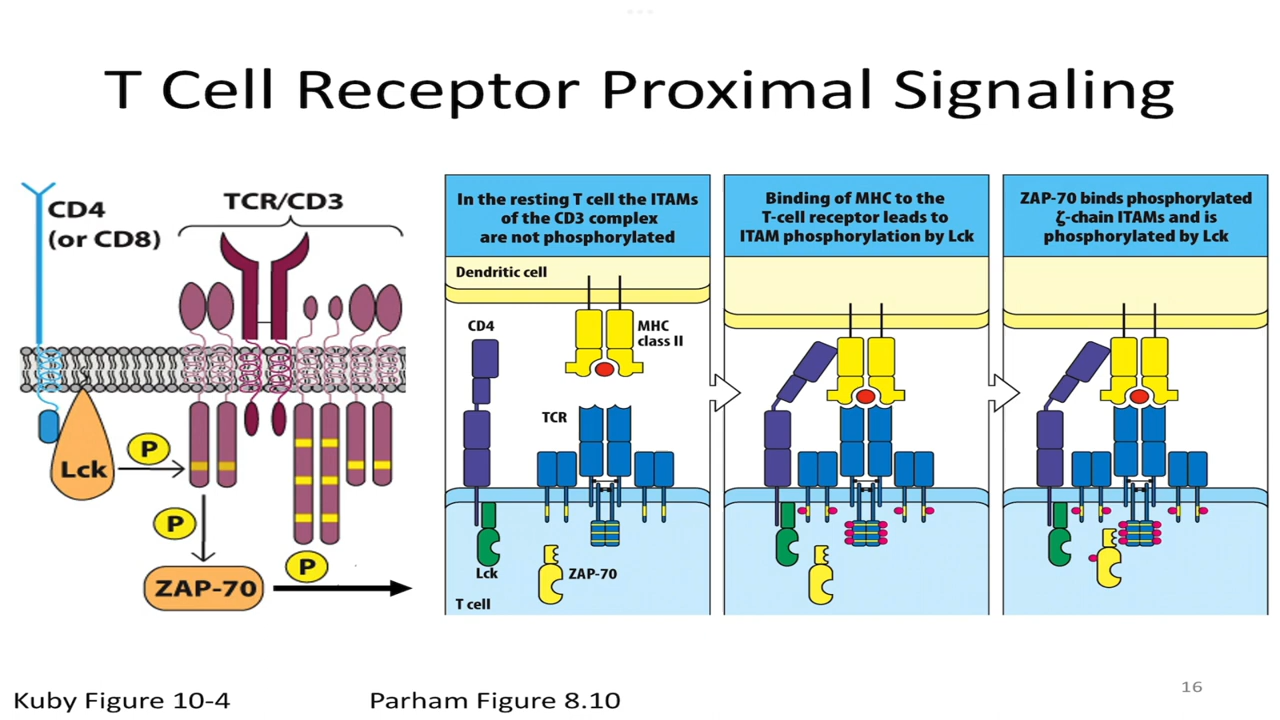 T Cell Receptor Proximal Signaling
CD4
(or CD8)
TCR/CD3
Lck
P
P
ZAP-70
P
In the resting T cell the ITAMs
of the CD3 complex
are not phosphorylated
Dendritic cell
CD4
MHC
class II
TCR
Lck
ZAP-70
T cell
Binding of MHC to the
T-cell receptor leads to
ITAM phosphorylation by Lck
ZAP-70 binds phosphorylated
ζ-chain ITAMs and is
phosphorylated by Lck
Kuby Figure 10-4
Parham Figure 8.10
16